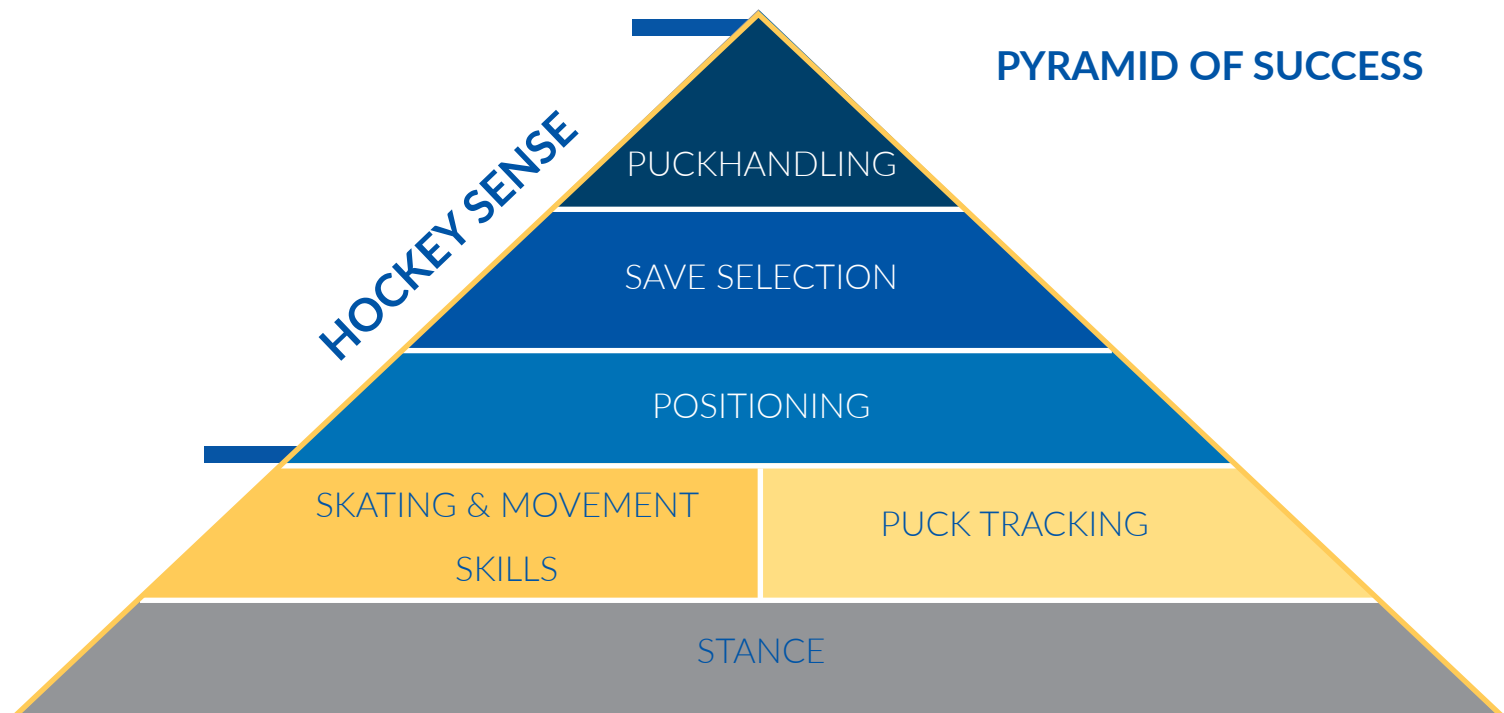 PYRAMID OF SUCCESS
HOCKEY SENSE
PUCKHANDLING
SAVE SELECTION
POSITIONING
SKATING & MOVEMENT
SKILLS
PUCK TRACKING
STANCE